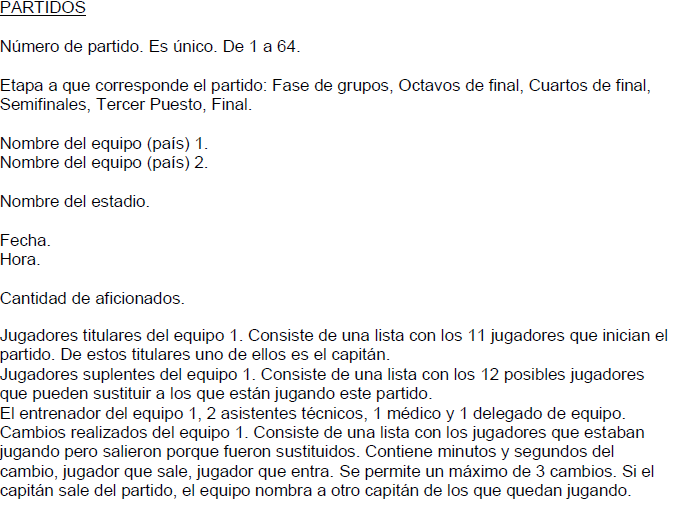 PARTIDOS
Número de partido. Es único. De 1 a 64.
Etapa a que corresponde el partido: Fase de grupos, Octavos de final, Cuartos de final,
Semifinales, Tercer Puesto, Final.
Nombre del equipo (país) 1.
Nombre del equipo (país) 2.
Nombre del estadio.
Fecha.
Hora.
Cantidad de aficionados.
Jugadores titulares del equipo 1. Consiste de una lista con los 11 jugadores que inician el
partido. De estos titulares uno de ellos es el capitán.
Jugadores suplentes del equipo 1. Consiste de una lista con los 12 posibles jugadores
que pueden sustituir a los que están jugando este partido.
El entrenador del equipo 1, 2 asistentes técnicos, 1 médico y 1 delegado de equipo.
Cambios realizados del equipo 1. Consiste de una lista con los jugadores que estaban
jugando pero salieron porque fueron sustituidos. Contiene minutos y segundos del
cambio, jugador que sale, jugador que entra. Se permite un máximo de 3 cambios. Si el
capitán sale del partido, el equipo nombra a otro capitán de los que quedan jugando.